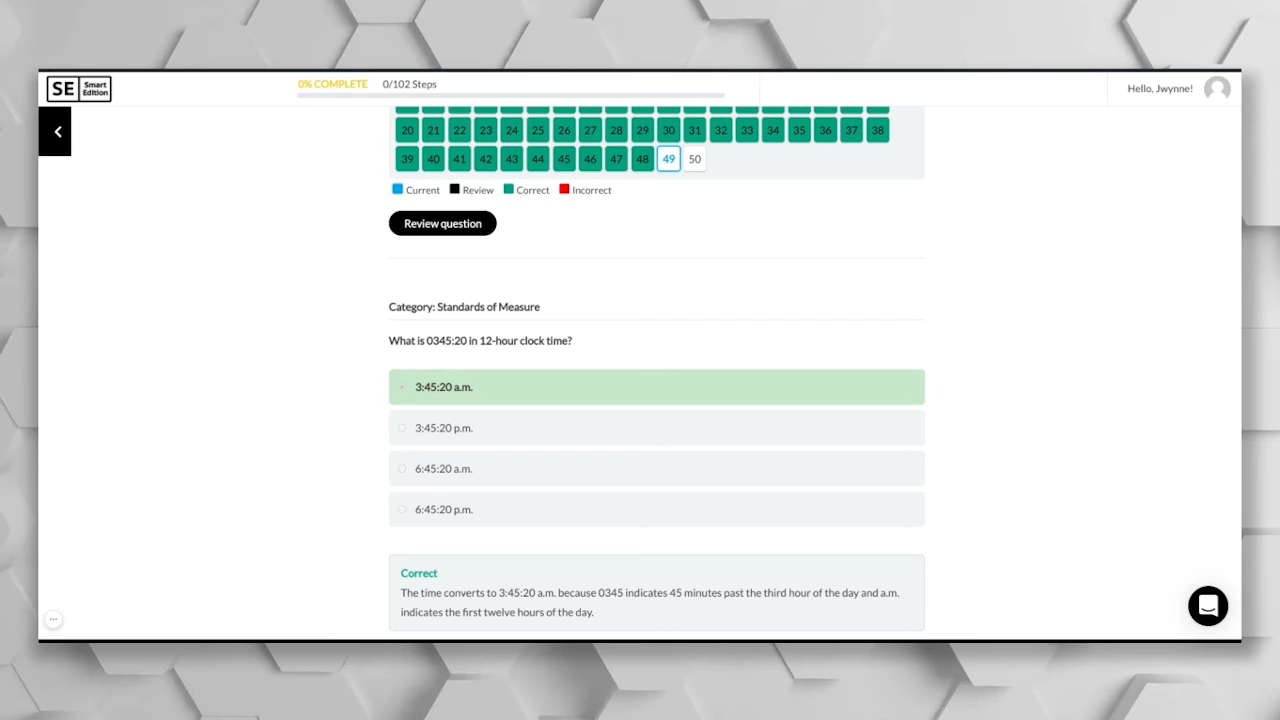 SE Smart Edition
0% COMPLETE 0/102 Steps
Hello, Jwynne!
20 21 22 23 24 25 26 27 28 29 30 31 32 33 34 35 36 37 38
39 40 41 42 43 44 45 46 47 48 49 50
Current Review Correct Incorrect
Review question
Category: Standards of Measure
What is 0345:20 in 12-hour clock time?
3:45:20 a.m.
3:45:20 p.m.
6:45:20 a.m.
6:45:20 p.m.
Correct
The time converts to 3:45:20 a.m. because 0345 indicates 45 minutes past the third hour of the day and a.m.
indicates the first twelve hours of the day.